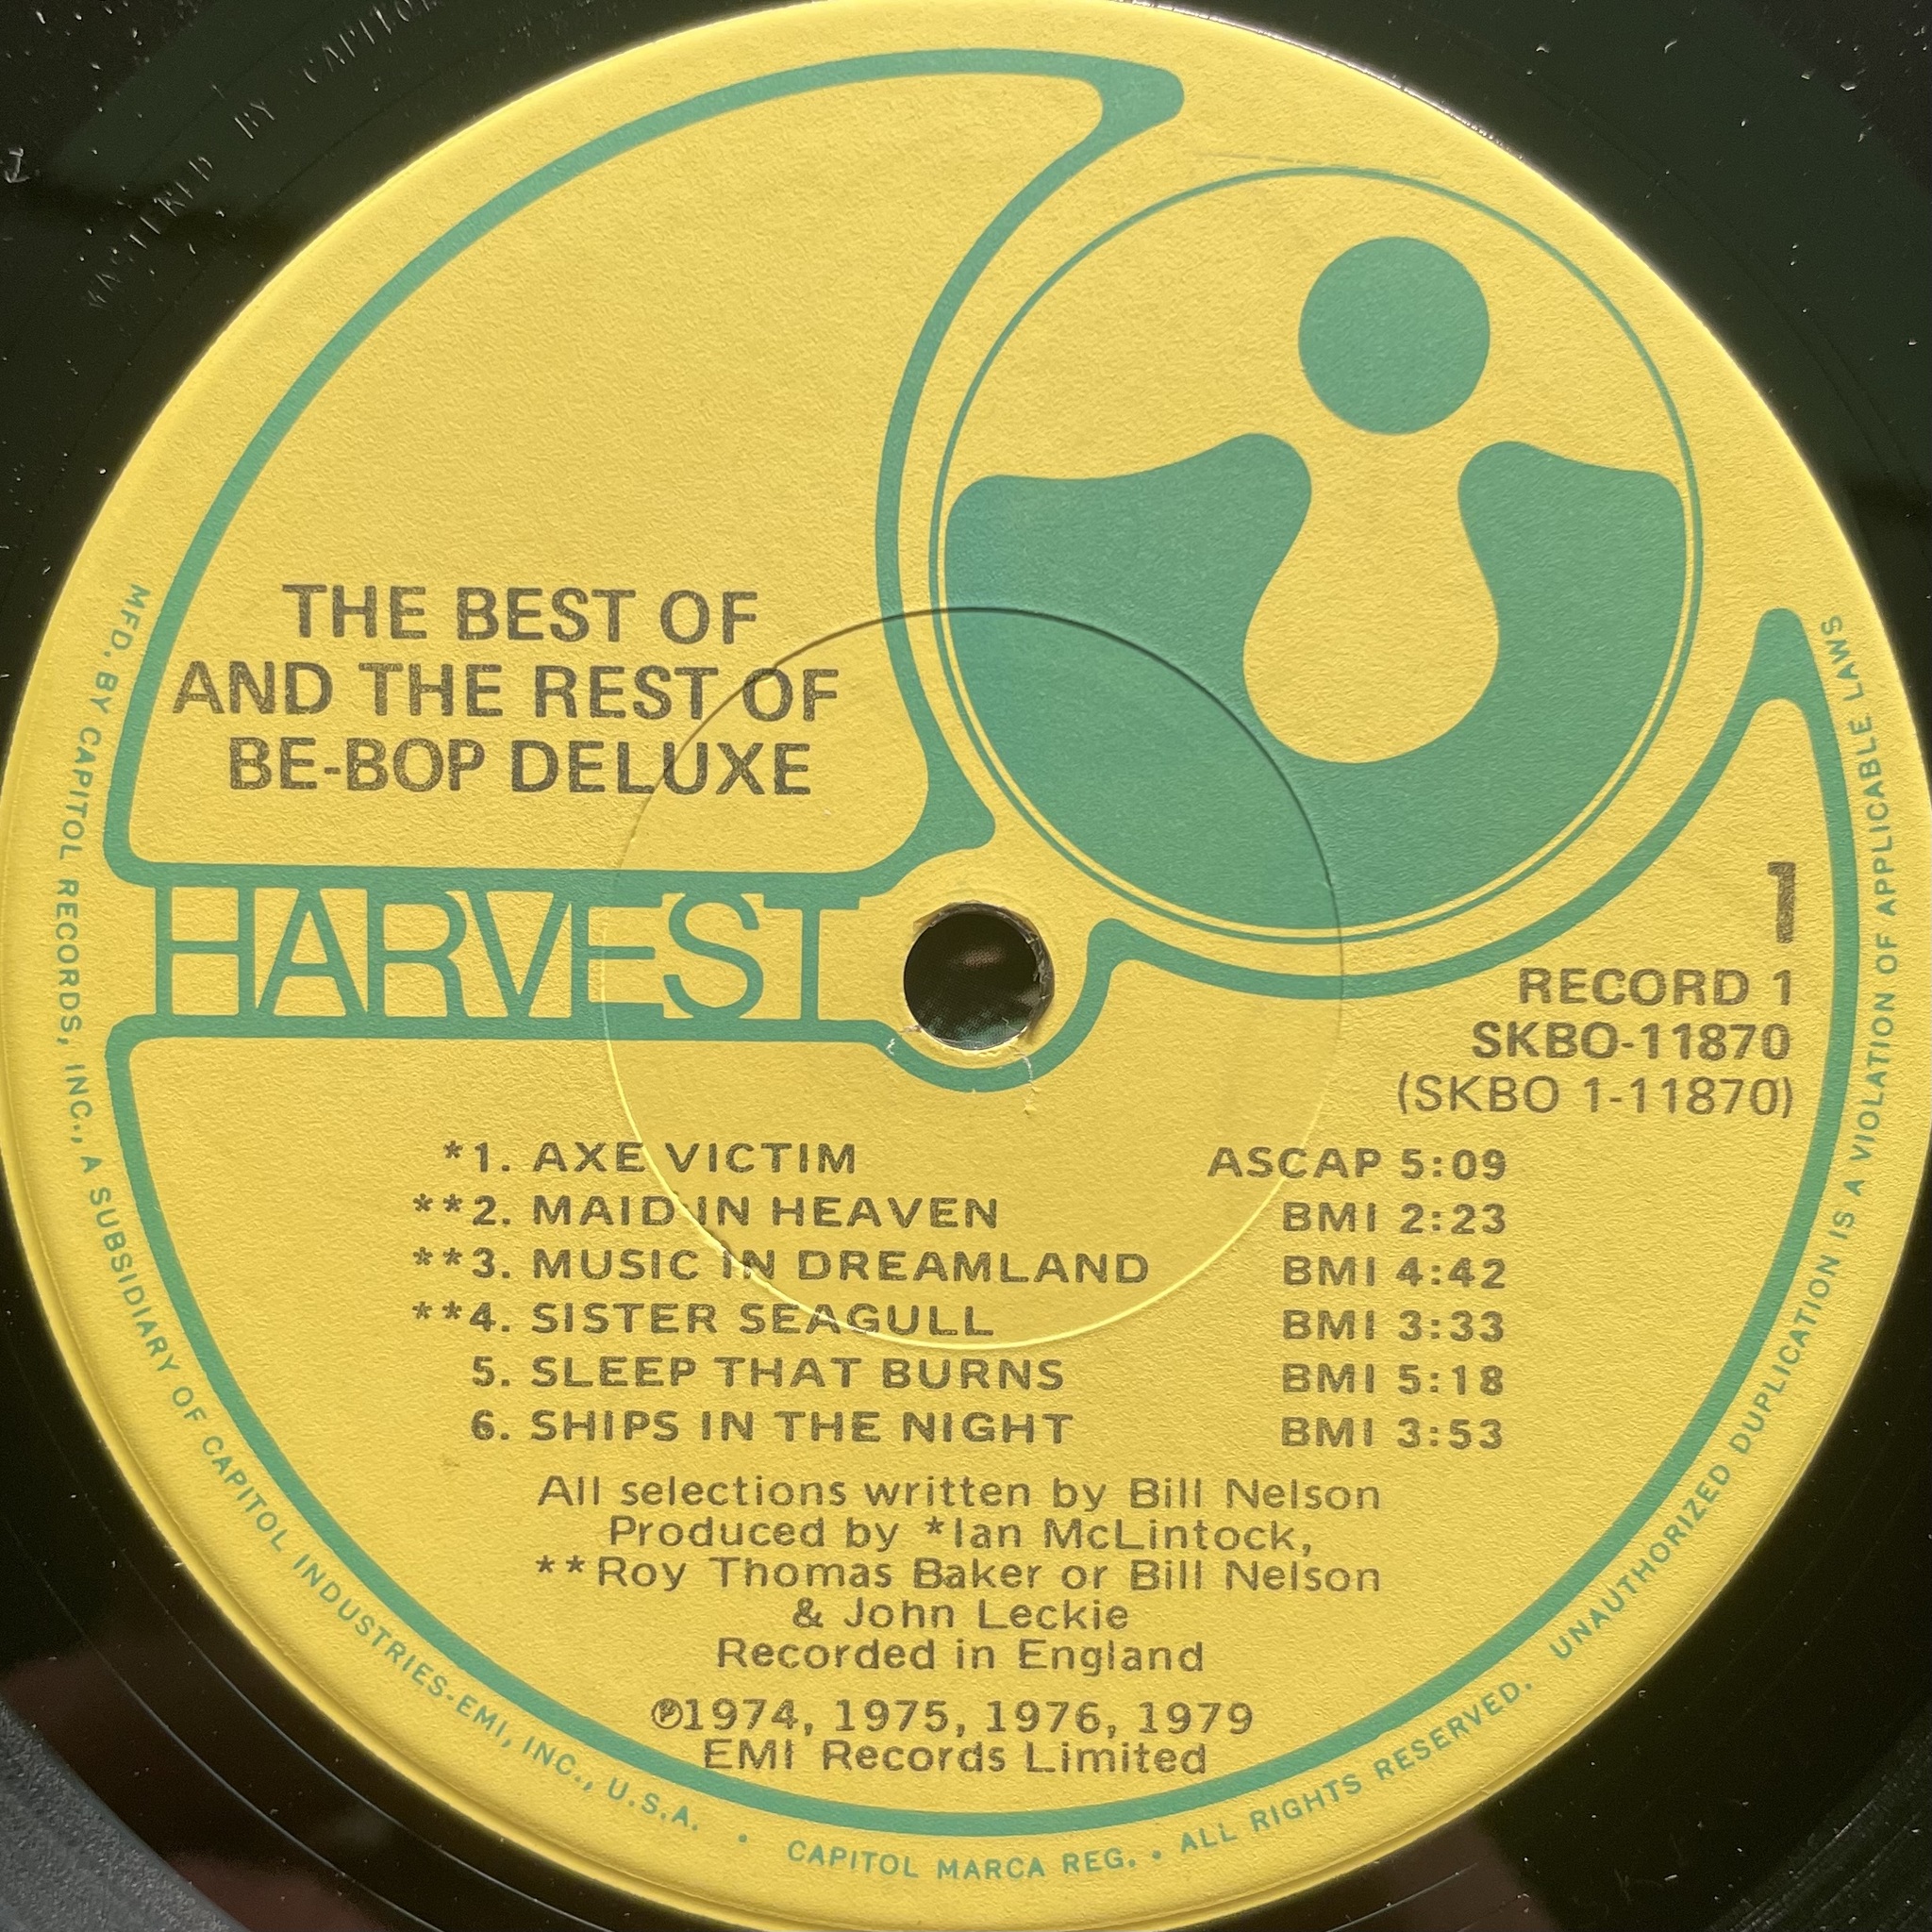 MASTERED BY CAPITOL
THE BEST OF
AND THE REST OF
BE-BOP DELUXE
HARVEST
1
RECORD 1
SKBO-11870
(SKBO 1-11870)
*1. AXE VICTIM ASCAP 5:09
**2. MAID IN HEAVEN BMI 2:23
**3. MUSIC IN DREAMLAND BMI 4:42
**4. SISTER SEAGULL BMI 3:33
5. SLEEP THAT BURNS BMI 5:18
6. SHIPS IN THE NIGHT BMI 3:53
All selections written by Bill Nelson
Produced by *Ian McLintock,
**Roy Thomas Baker or Bill Nelson
& John Leckie
Recorded in England
℗1974, 1975, 1976, 1979
EMI Records Limited
MFD. BY CAPITOL RECORDS, INC., A SUBSIDIARY OF CAPITOL INDUSTRIES-EMI, INC., U.S.A. • CAPITOL MARCA REG. • ALL RIGHTS RESERVED. UNAUTHORIZED DUPLICATION IS A VIOLATION OF APPLICABLE LAWS